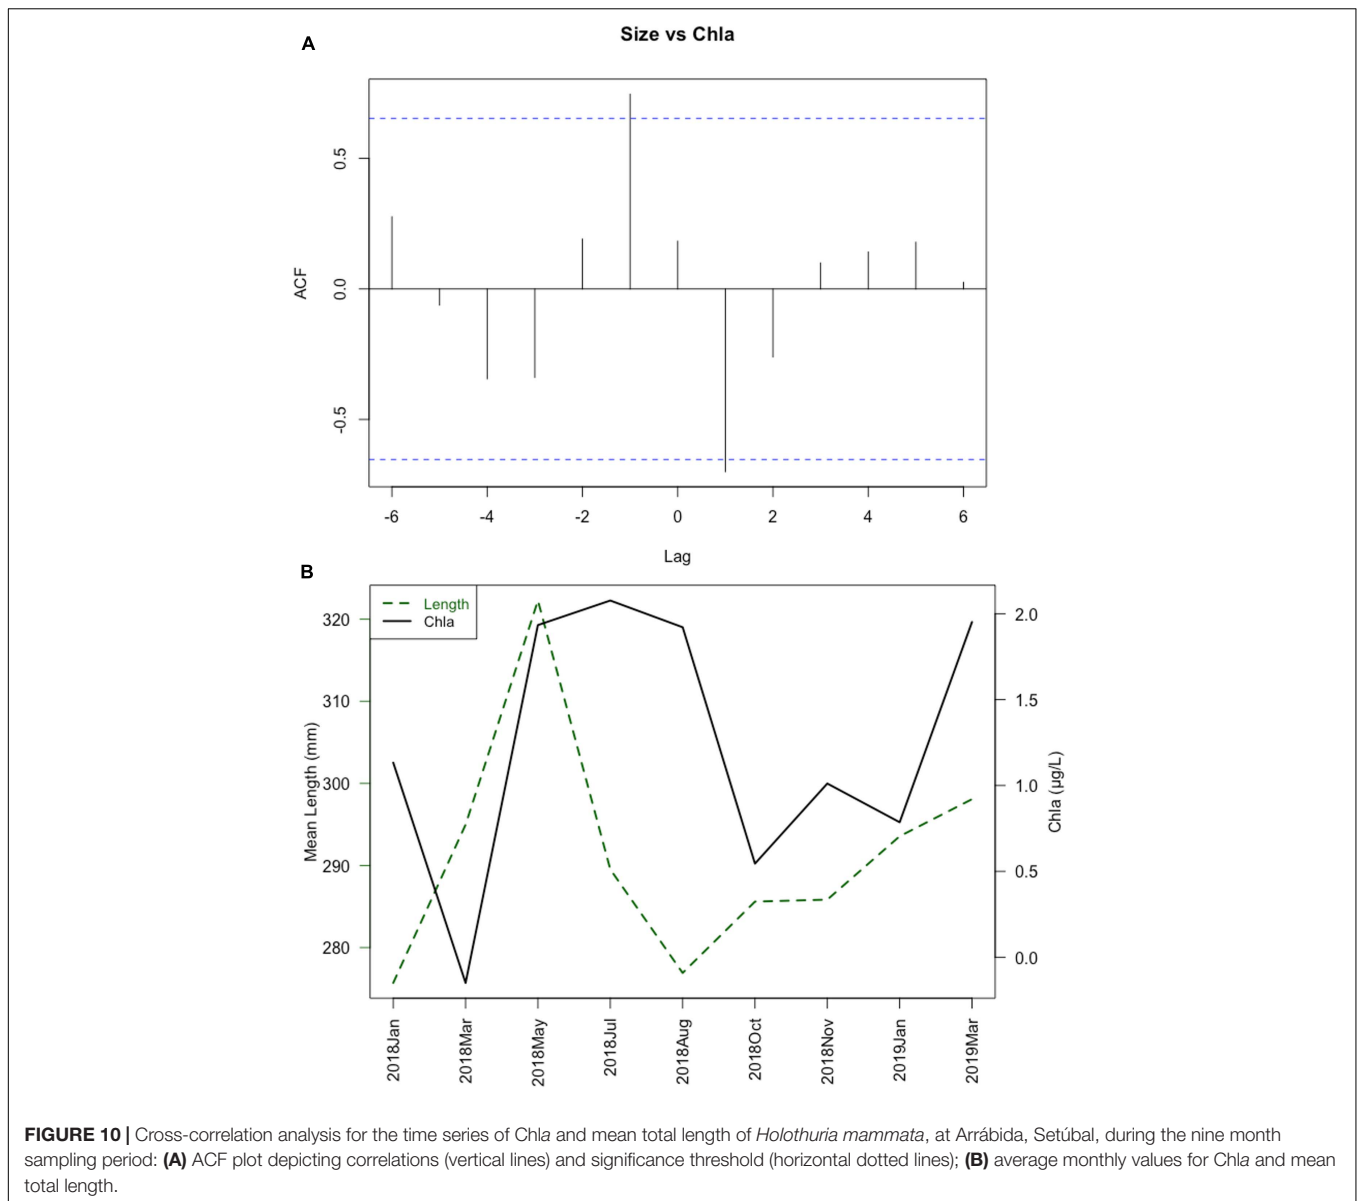 A
Size vs Chla
ACF
0.5
0.0
-0.5
-6
-4
-2
0
2
4
6
Lag
B
Length
Chla
Mean Length (mm)
320
310
300
290
280
2.0
1.5
1.0
0.5
0.0
Chla (µg/L)
2018Jan
2018Mar
2018May
2018Jul
2018Aug
2018Oct
2018Nov
2019Jan
2019Mar
FIGURE 10 | Cross-correlation analysis for the time series of Chla and mean total length of Holothuria mammata, at Arrábida, Setúbal, during the nine month
sampling period: (A) ACF plot depicting correlations (vertical lines) and significance threshold (horizontal dotted lines); (B) average monthly values for Chla and mean
total length.